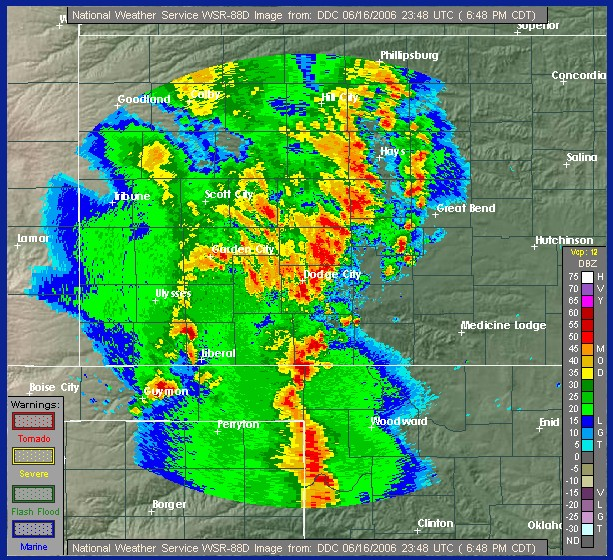 National Weather Service WSR-88D Image from: DDC 06/16/2006 23:48 UTC ( 6:48 PM CDT)
Superior
Phillipsburg
Concordia
Goodland
Colby
Hill City
Hays
Salina
Tribune
Scott City
Great Bend
Lamar
Garden City
Hutchinson
Dodge City
Ulysses
Medicine Lodge
Liberal
Boise City
Guymon
Perryton
Woodward
Enid
Borger
Clinton
Oklaho
Warnings:
Tornado
Severe
Flash Flood
Marine
Vcp: 12
DBZ
75 H
70 V
65 Y
60
55
50
45 M
40 O
35 D
30
25
20
15 L
10 G
5 T
0
-5
-10
-15 V
-20 L
-25 G
-30 T
ND
National Weather Service WSR-88D Image from: DDC 06/16/2006 23:48 UTC ( 6:48 PM CDT)